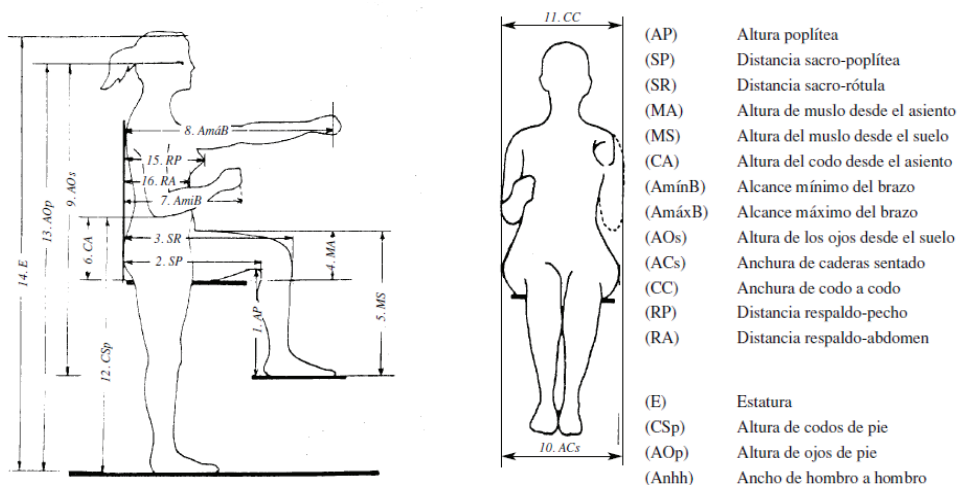 11. CC
8. AmáB
15. RP
16. RA
7. AmiB
9. AOs
13. AOp
14. E
6. CA
3. SR
2. SP
4. MA
1. AP
5. MS
12. CSp
10. ACs
(AP) Altura poplítea
(SP) Distancia sacro-poplítea
(SR) Distancia sacro-rótula
(MA) Altura de muslo desde el asiento
(MS) Altura del muslo desde el suelo
(CA) Altura del codo desde el asiento
(AmínB) Alcance mínimo del brazo
(AmáxB) Alcance máximo del brazo
(AOs) Altura de los ojos desde el suelo
(ACs) Anchura de caderas sentado
(CC) Anchura de codo a codo
(RP) Distancia respaldo-pecho
(RA) Distancia respaldo-abdomen
(E) Estatura
(CSp) Altura de codos de pie
(AOp) Altura de ojos de pie
(Anhh) Ancho de hombro a hombro